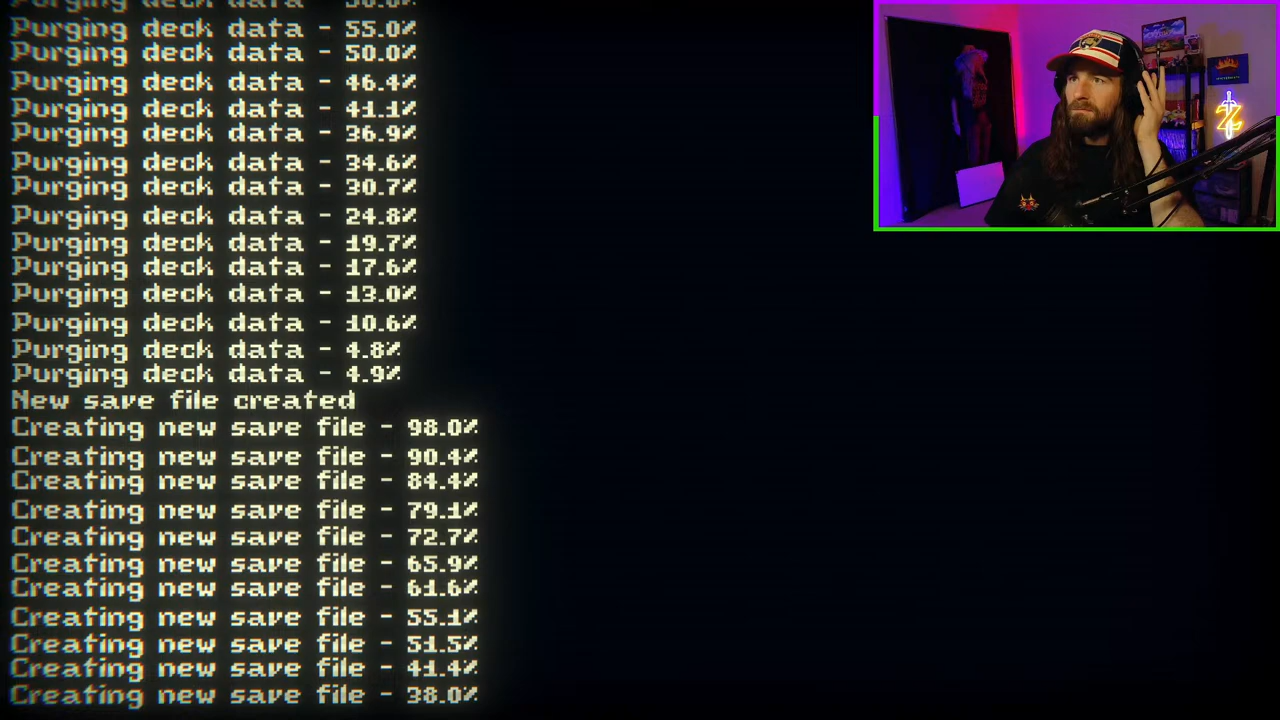 Purging deck data - 55.0%
Purging deck data - 50.0%
Purging deck data - 46.4%
Purging deck data - 41.1%
Purging deck data - 36.9%
Purging deck data - 34.6%
Purging deck data - 30.7%
Purging deck data - 24.8%
Purging deck data - 19.7%
Purging deck data - 17.6%
Purging deck data - 13.0%
Purging deck data - 10.6%
Purging deck data - 4.8%
Purging deck data - 4.9%
New save file created
Creating new save file - 98.0%
Creating new save file - 90.4%
Creating new save file - 84.4%
Creating new save file - 79.1%
Creating new save file - 72.7%
Creating new save file - 65.9%
Creating new save file - 61.6%
Creating new save file - 55.1%
Creating new save file - 51.5%
Creating new save file - 41.4%
Creating new save file - 38.0%
Z